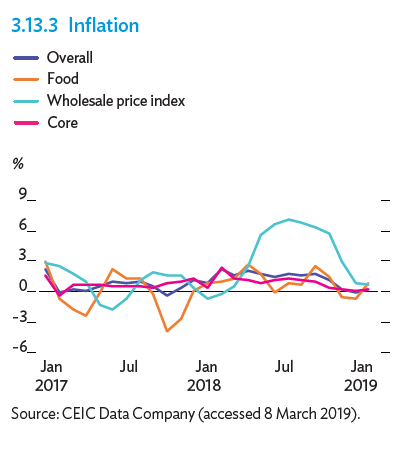 3.13.3 Inflation
Overall
Food
Wholesale price index
Core
%
9
6
3
0
-3
-6
Jan Jul Jan Jul Jan
2017 2018 2019
Source: CEIC Data Company (accessed 8 March 2019).